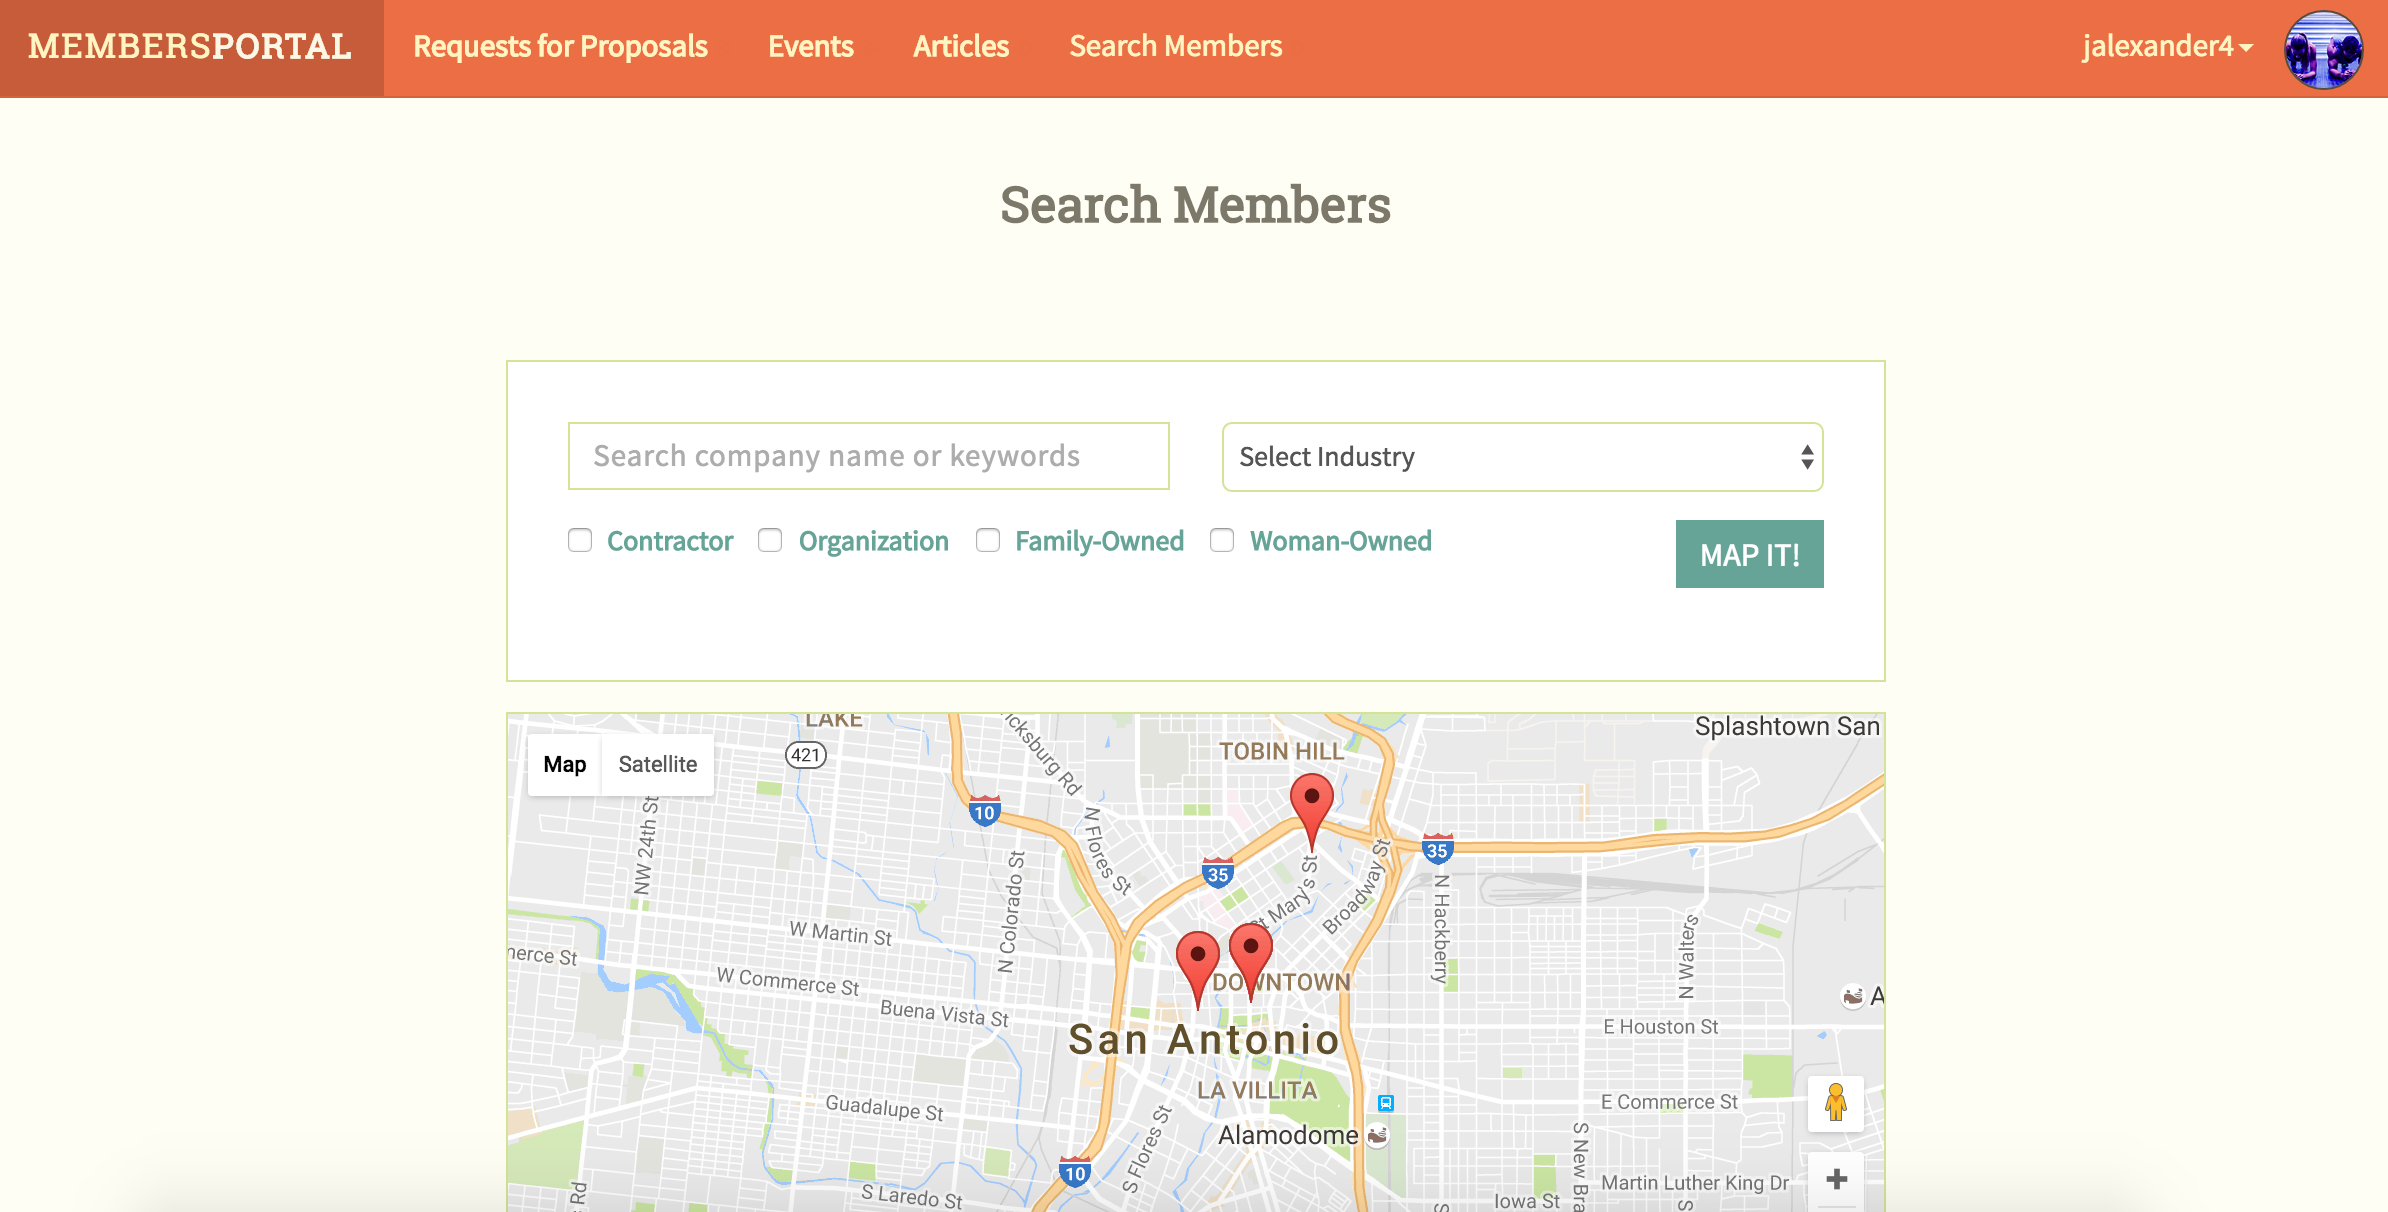 MEMBERSPORTAL
Requests for Proposals
Events
Articles
Search Members
jalexander4
Search Members
Search company name or keywords
Select Industry
Contractor
Organization
Family-Owned
Woman-Owned
MAP IT!
Map
Satellite
LAKE
421
icksburg Rd
TOBIN HILL
Splashtown San
10
35
35
NW 24th St
N Flores St
N Colorado St
St Mary's St
Broadway St
N Hackberry
N Walters
W Martin St
merce St
W Commerce St
Buena Vista St
DOWNTOWN
San Antonio
A
E Houston St
LA VILLITA
Guadalupe St
E Commerce St
Alamodome
S Flores St
10
S Laredo St
S New Bra
Martin Luther King Dr
Iowa St
Rd
S
S
+